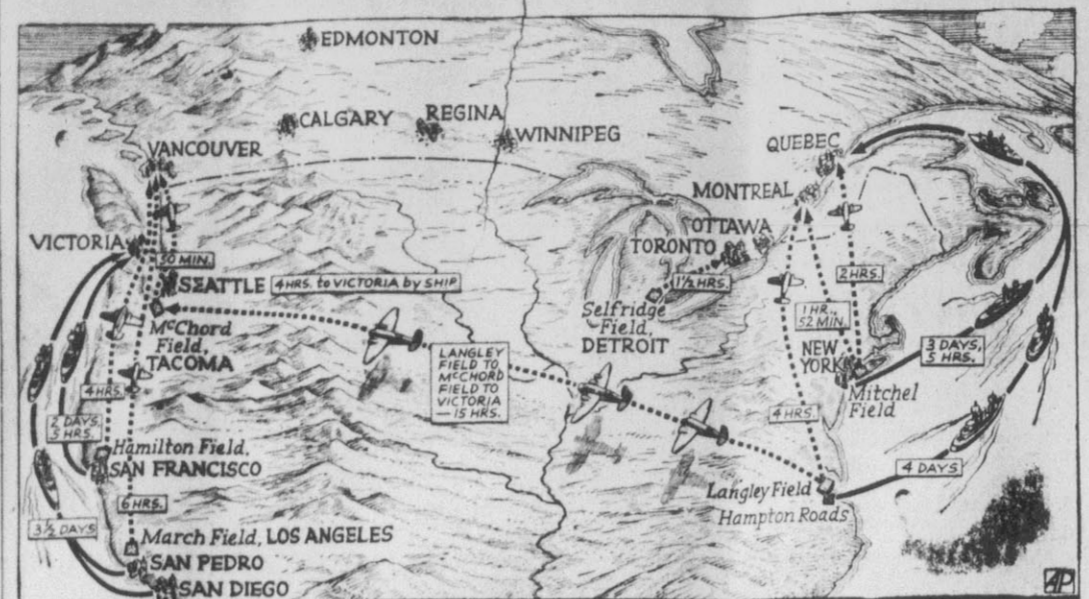 EDMONTON
CALGARY
REGINA
WINNIPEG
VANCOUVER
QUEBEC
MONTREAL
OTTAWA
TORONTO
VICTORIA
50 MIN.
SEATTLE
4 HRS. to VICTORIA by SHIP
1½ HRS.
2 HRS.
Selfridge
Field,
DETROIT
1 HR.,
52 MIN.
McChord
Field,
TACOMA
LANGLEY
FIELD TO
McCHORD
FIELD TO
VICTORIA
— 15 HRS.
NEW
YORK
3 DAYS,
5 HRS.
Mitchel
Field
4 HRS.
4 HRS.
2 DAYS,
5 HRS.
Hamilton Field,
SAN FRANCISCO
4 DAYS
Langley Field
Hampton Roads
6 HRS.
3½ DAYS
March Field, LOS ANGELES
SAN PEDRO
SAN DIEGO
AP